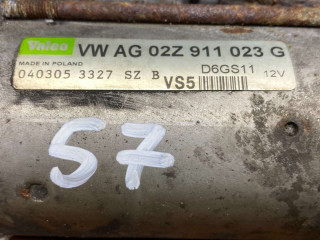 Valeo VW AG 02Z 911 023 G
MADE IN POLAND D6GS11 12V
040305 3327 SZ B VS5
57